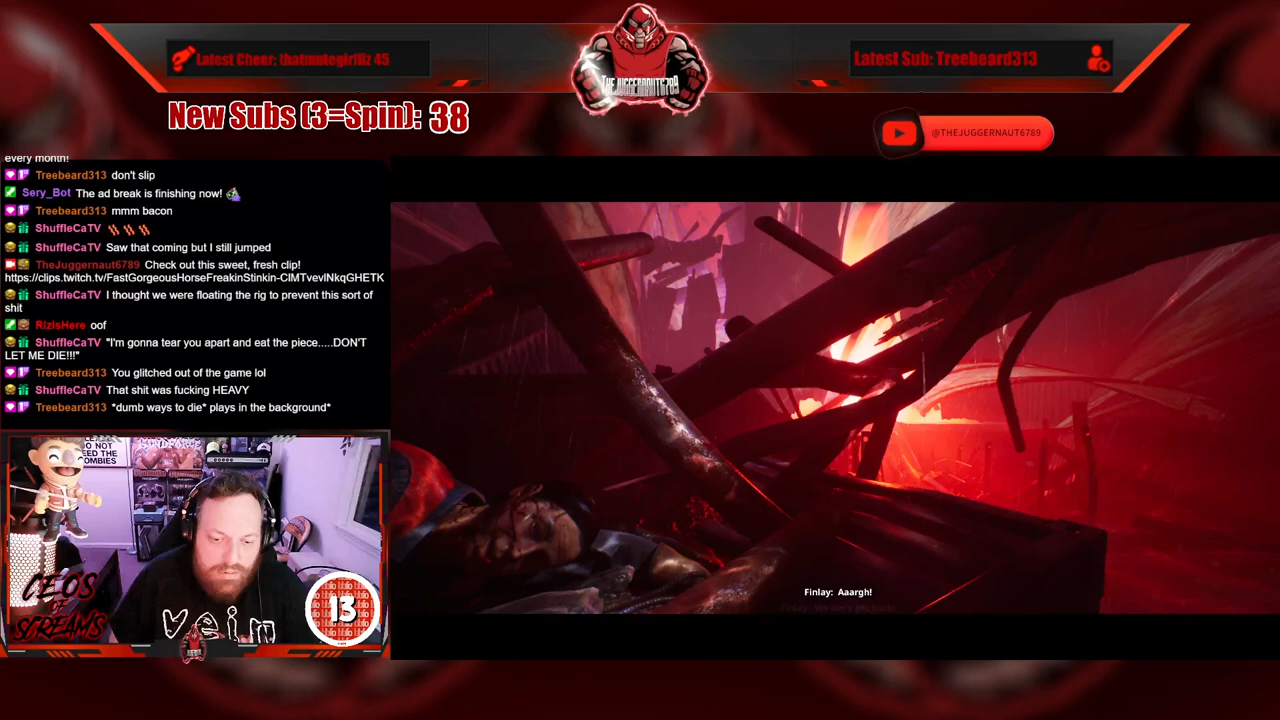 Latest Cheer: thatmutegirlliz 45
THEJUGGERNAUT6789
Latest Sub: Treebeard313
New Subs (3=Spin): 38
@THEJUGGERNAUT6789
every month!
Treebeard313 don't slip
Sery_Bot The ad break is finishing now!
Treebeard313 mmm bacon
ShuffleCaTV
ShuffleCaTV Saw that coming but I still jumped
TheJuggernaut6789 Check out this sweet, fresh clip!
https://clips.twitch.tv/FastGorgeousHorseFreakinStinkin-ClMTvevlNkqGHETK
ShuffleCaTV I thought we were floating the rig to prevent this sort of
shit
RizIsHere oof
ShuffleCaTV "I'm gonna tear you apart and eat the piece.....DON'T
LET ME DIE!!!"
Treebeard313 You glitched out of the game lol
ShuffleCaTV That shit was fucking HEAVY
Treebeard313 *dumb ways to die* plays in the background*
DO NOT
FEED THE
ZOMBIES
CEOS
OF
SCREAMS
vein
13
Finlay: Aaargh!